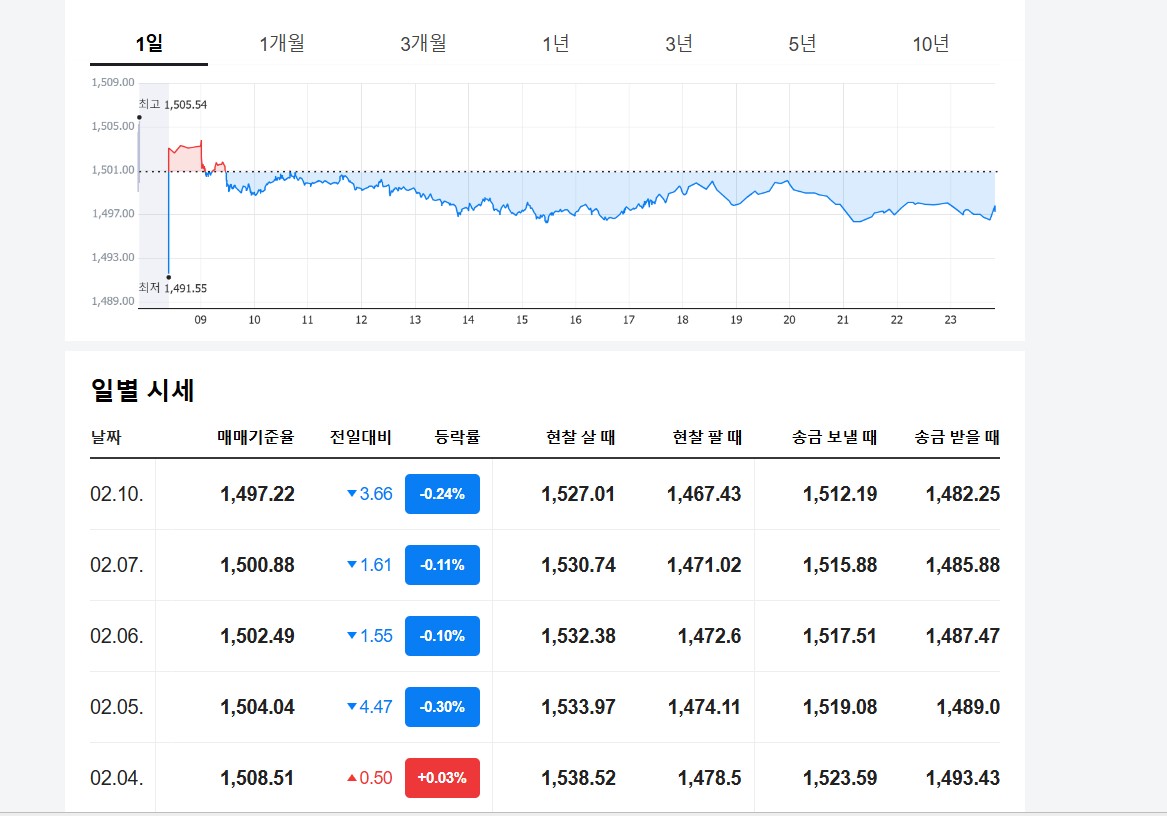 1일 1개월 3개월 1년 3년 5년 10년
1,509.00
최고 1,505.54
1,505.00
1,501.00
1,497.00
1,493.00
최저 1,491.55
1,489.00
09 10 11 12 13 14 15 16 17 18 19 20 21 22 23
일별 시세
날짜 매매기준율 전일대비 등락률 현찰 살 때 현찰 팔 때 송금 보낼 때 송금 받을 때
02.10. 1,497.22 ▼3.66 -0.24% 1,527.01 1,467.43 1,512.19 1,482.25
02.07. 1,500.88 ▼1.61 -0.11% 1,530.74 1,471.02 1,515.88 1,485.88
02.06. 1,502.49 ▼1.55 -0.10% 1,532.38 1,472.6 1,517.51 1,487.47
02.05. 1,504.04 ▼4.47 -0.30% 1,533.97 1,474.11 1,519.08 1,489.0
02.04. 1,508.51 ▲0.50 +0.03% 1,538.52 1,478.5 1,523.59 1,493.43